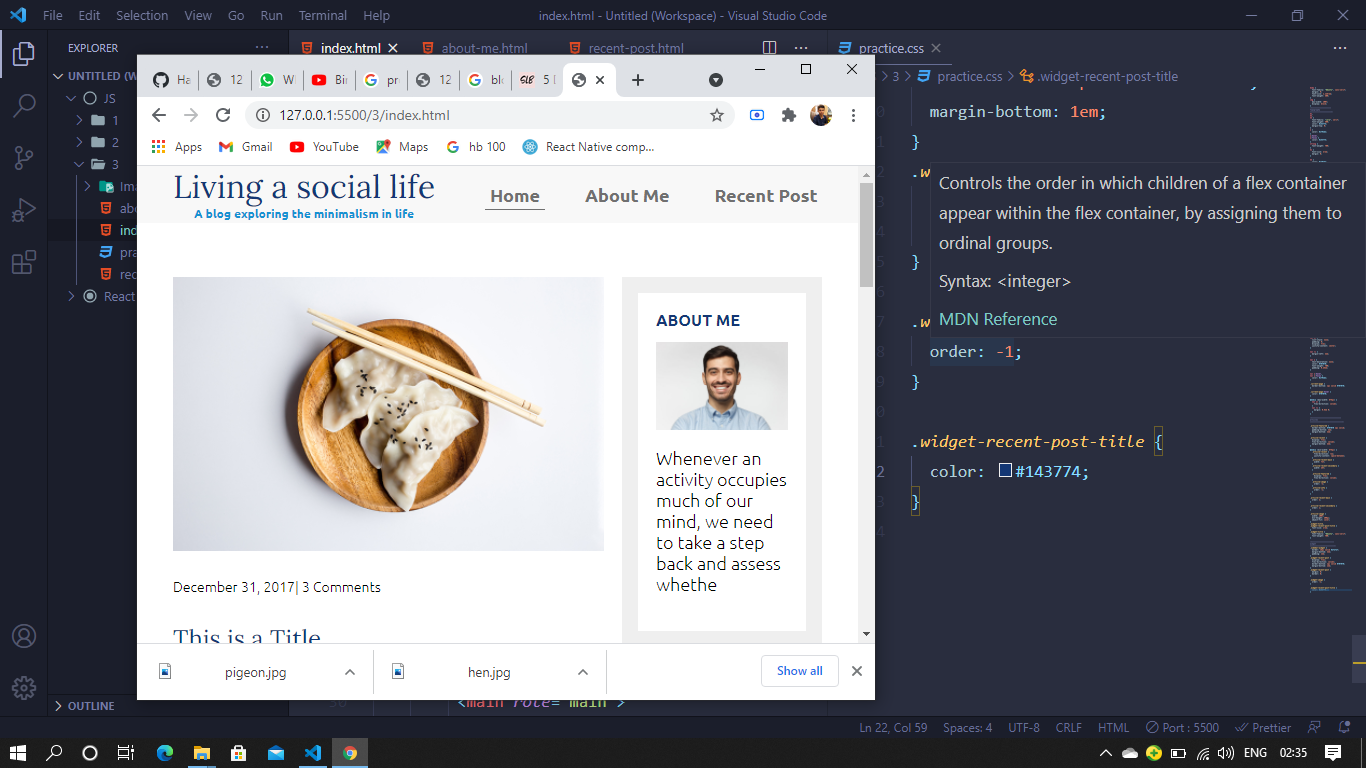 File Edit Selection View Go Run Terminal Help
index.html - Untitled (Workspace) - Visual Studio Code
EXPLORER
index.html
about-me.html
recent-post.html
practice.css
UNTITLED (W
JS
1
2
3
Ima
abo
ind
pra
rec
React
OUTLINE
Ha
12
W
Bi
pr
12
blo
5
127.0.0.1:5500/3/index.html
Apps
Gmail
YouTube
Maps
hb 100
React Native comp...
Living a social life
A blog exploring the minimalism in life
Home
About Me
Recent Post
ABOUT ME
Whenever an
activity occupies
much of our
mind, we need
to take a step
back and assess
whethe
December 31, 2017| 3 Comments
This is a Title
pigeon.jpg
hen.jpg
Show all
3 > practice.css > .widget-recent-post-title
margin-bottom: 1em;
}
.w
Controls the order in which children of a flex container
appear within the flex container, by assigning them to
ordinal groups.
Syntax: <integer>
MDN Reference
}
.w
order: -1;
}
.widget-recent-post-title {
color: #143774;
}
<main role="main">
Ln 22, Col 59
Spaces: 4
UTF-8
CRLF
HTML
Port : 5500
Prettier
ENG
02:35